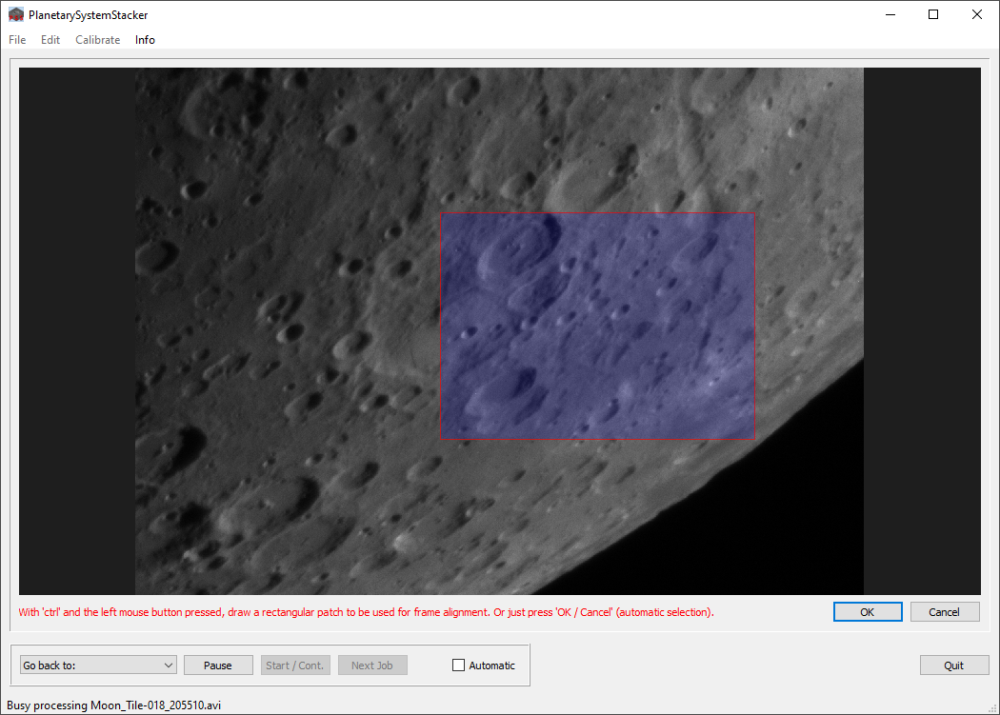 PlanetarySystemStacker
File Edit Calibrate Info
With 'ctrl' and the left mouse button pressed, draw a rectangular patch to be used for frame alignment. Or just press 'OK / Cancel' (automatic selection). OK Cancel
Go back to: Pause Start / Cont. Next Job Automatic Quit
Busy processing Moon_Tile-018_205510.avi